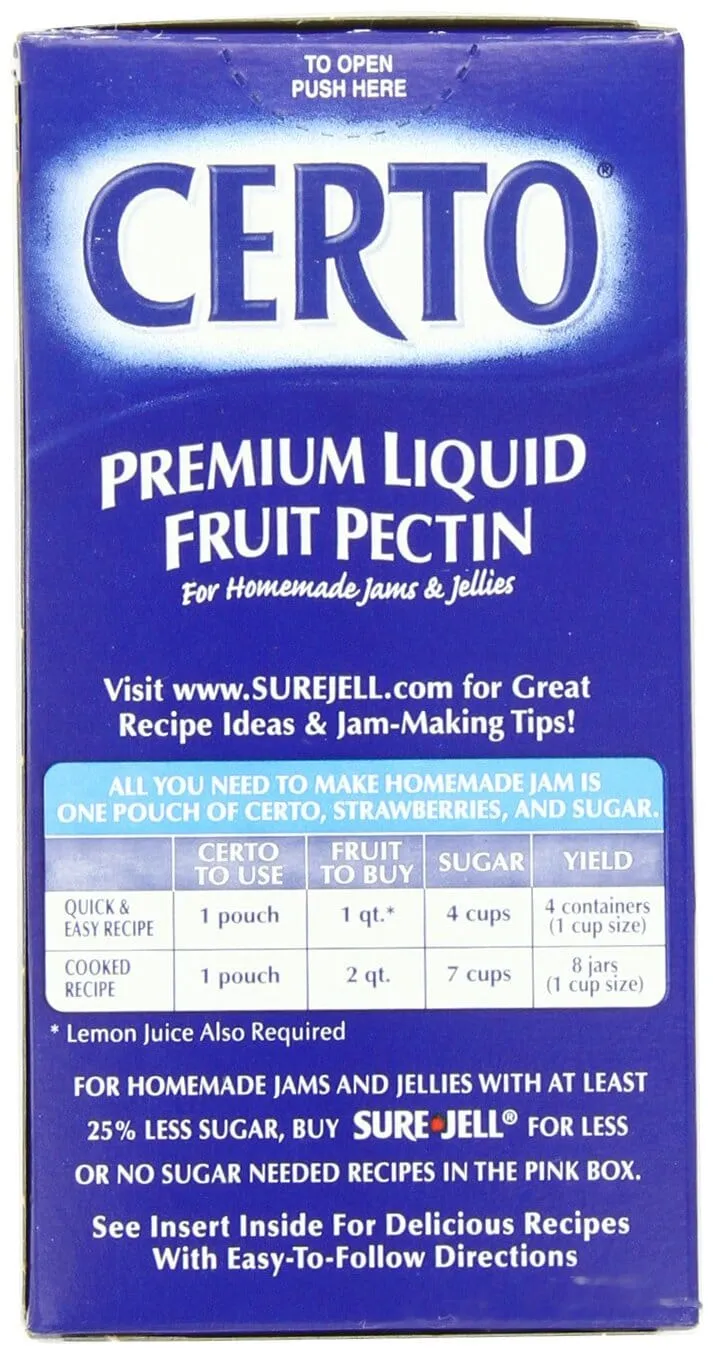 TO OPEN
PUSH HERE
CERTO®
PREMIUM LIQUID
FRUIT PECTIN
For Homemade Jams & Jellies
Visit www.SUREJELL.com for Great
Recipe Ideas & Jam-Making Tips!
ALL YOU NEED TO MAKE HOMEMADE JAM IS
ONE POUCH OF CERTO, STRAWBERRIES, AND SUGAR.
CERTO TO USE FRUIT TO BUY SUGAR YIELD
QUICK & EASY RECIPE 1 pouch 1 qt.* 4 cups 4 containers (1 cup size)
COOKED RECIPE 1 pouch 2 qt. 7 cups 8 jars (1 cup size)
* Lemon Juice Also Required
FOR HOMEMADE JAMS AND JELLIES WITH AT LEAST
25% LESS SUGAR, BUY SURE JELL® FOR LESS
OR NO SUGAR NEEDED RECIPES IN THE PINK BOX.
See Insert Inside For Delicious Recipes
With Easy-To-Follow Directions